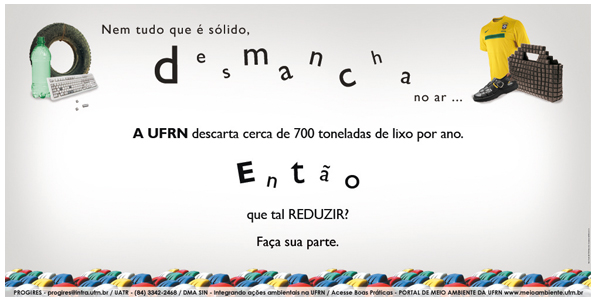 Nem tudo que é sólido,
desmancha
no ar ...
A UFRN descarta cerca de 700 toneladas de lixo por ano.
Então
que tal REDUZIR?
Faça sua parte.
PROGIRES - progires@infra.ufrn.br / UATR - (84) 3342-2468 / DMA SIN - Integrando ações ambientais na UFRN / Acesse Boas Práticas - PORTAL DE MEIO AMBIENTE DA UFRN www.meioambiente.ufrn.br